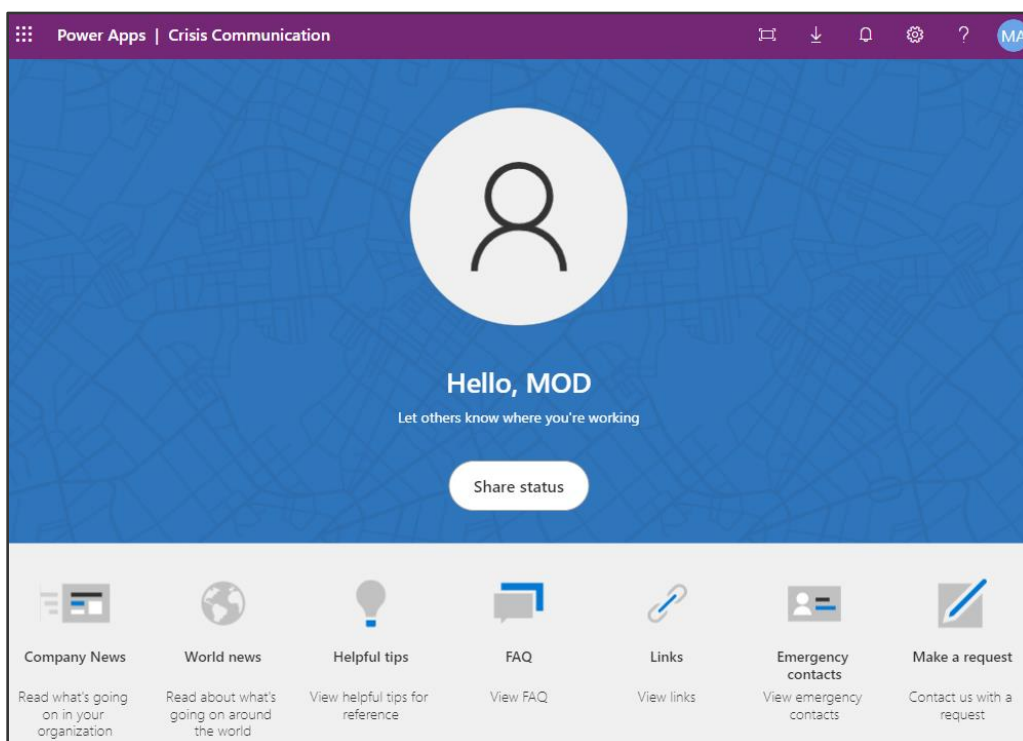 Power Apps | Crisis Communication
?
MA
Hello, MOD
Let others know where you're working
Share status
Company News
World news
Helpful tips
FAQ
Links
Emergency
contacts
Make a request
Read what's going
on in your
organization
Read about what's
going on around
the world
View helpful tips for
reference
View FAQ
View links
View emergency
contacts
Contact us with a
request